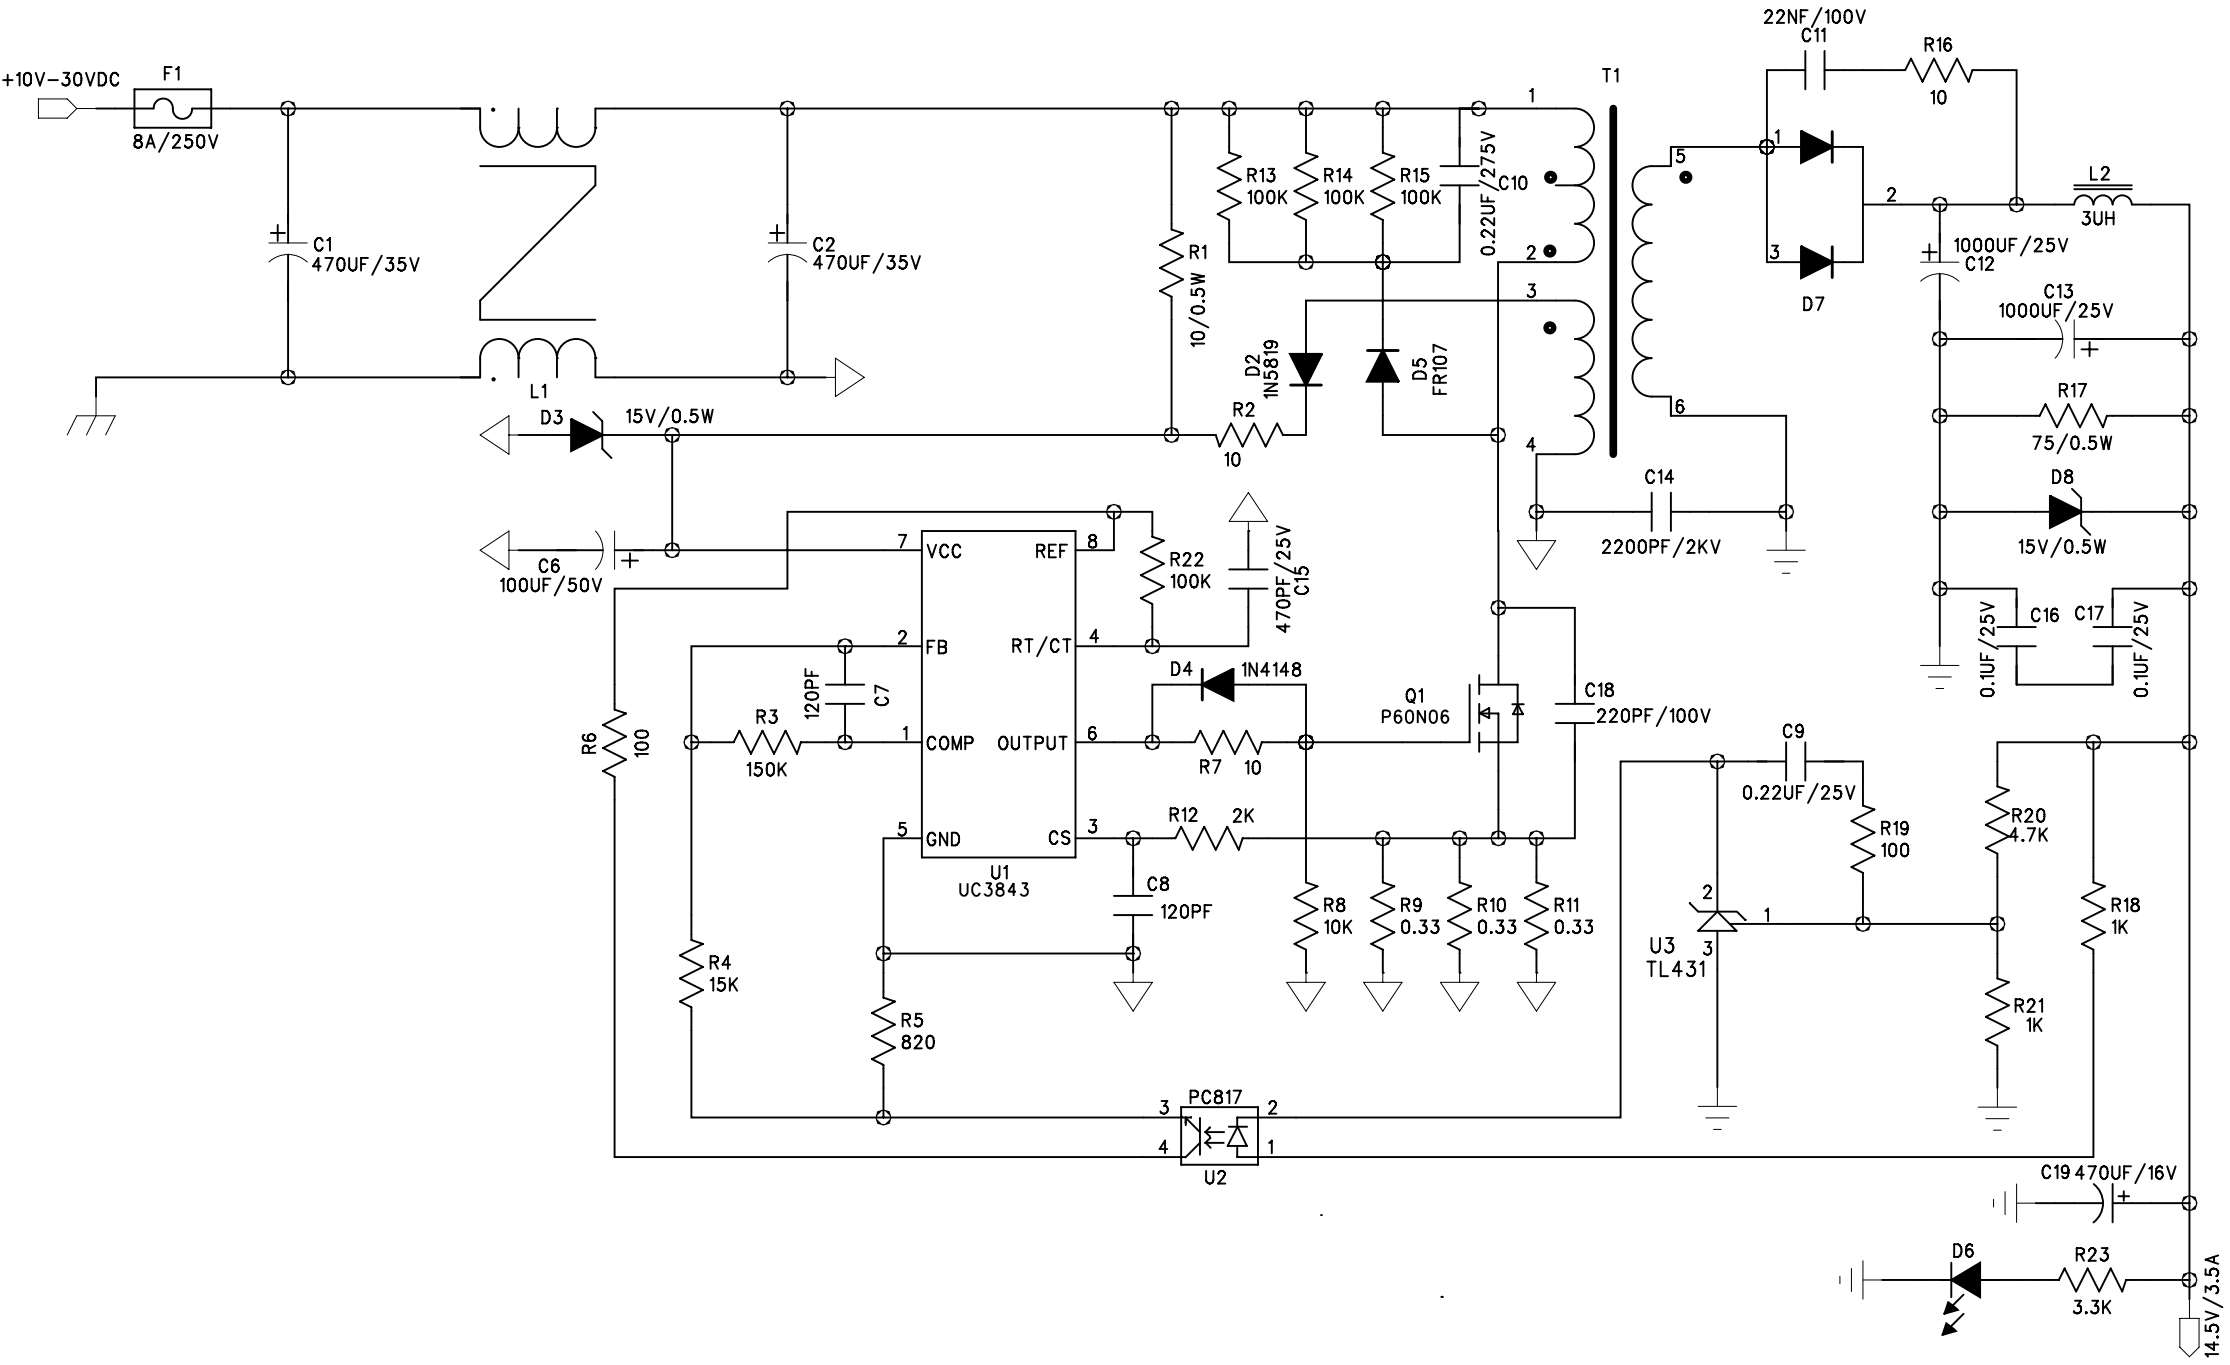 22NF/100V
C11
R16
10
+10V-30VDC
F1
8A/250V
T1
1
R13
100K
R14
100K
R15
100K
0.22UF/275V
C10
5
1
2
3
D7
L2
3UH
C1
470UF/35V
C2
470UF/35V
R1
10/0.5W
2
3
1000UF/25V
C12
C13
1000UF/25V
L1
D3
15V/0.5W
D2
1N5819
D5
FR107
R2
10
4
6
R17
75/0.5W
C14
2200PF/2KV
D8
15V/0.5W
C6
100UF/50V
7
VCC
REF
8
R22
100K
470PF/25V
C15
C16
0.1UF/25V
C17
0.1UF/25V
2
FB
RT/CT
4
120PF
C7
D4
1N4148
Q1
P60N06
C18
220PF/100V
R6
100
R3
150K
1
COMP
OUTPUT
6
R7
10
C9
0.22UF/25V
5
GND
CS
3
R12
2K
U1
UC3843
C8
120PF
R8
10K
R9
0.33
R10
0.33
R11
0.33
R19
100
R20
4.7K
2
1
3
U3
TL431
R18
1K
R4
15K
R5
820
R21
1K
PC817
3
2
4
1
U2
C19
470UF/16V
D6
R23
3.3K
14.5V/3.5A